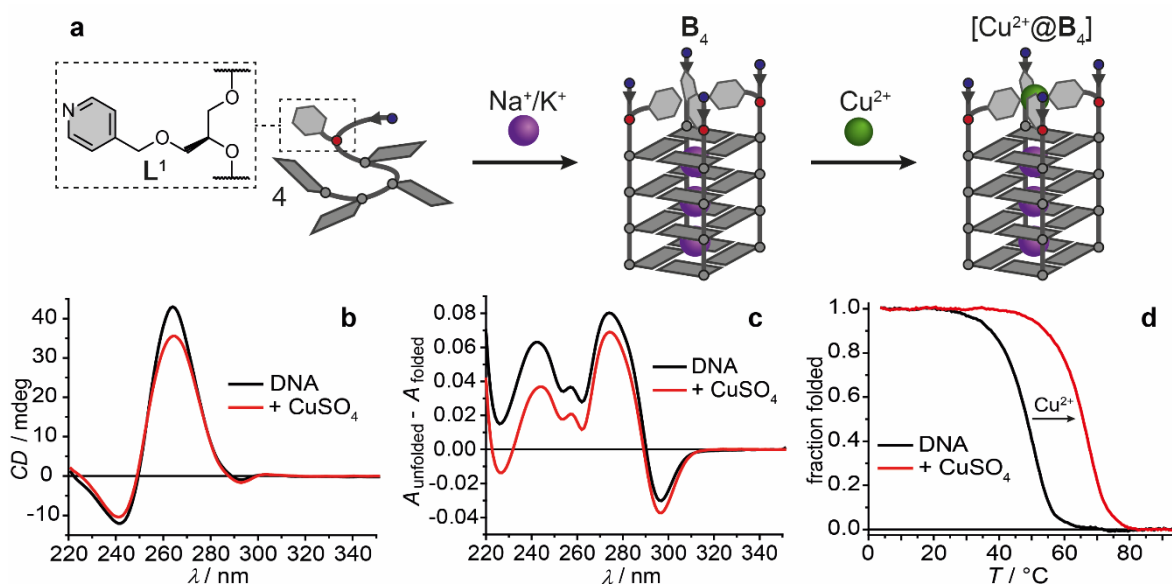 a
N
O
O
O
L¹
4
Na⁺/K⁺
B₄
Cu²⁺
[Cu²⁺@B₄]
b
CD / mdeg
40
30
20
10
0
-10
DNA
+ CuSO₄
220 240 260 280 300 320 340
λ / nm
c
A unfolded - A folded
0.08
0.06
0.04
0.02
0.00
-0.02
-0.04
DNA
+ CuSO₄
220 240 260 280 300 320 340
λ / nm
d
fraction folded
1.0
0.8
0.6
0.4
0.2
0.0
Cu²⁺
DNA
+ CuSO₄
0 20 40 60 80
T / °C